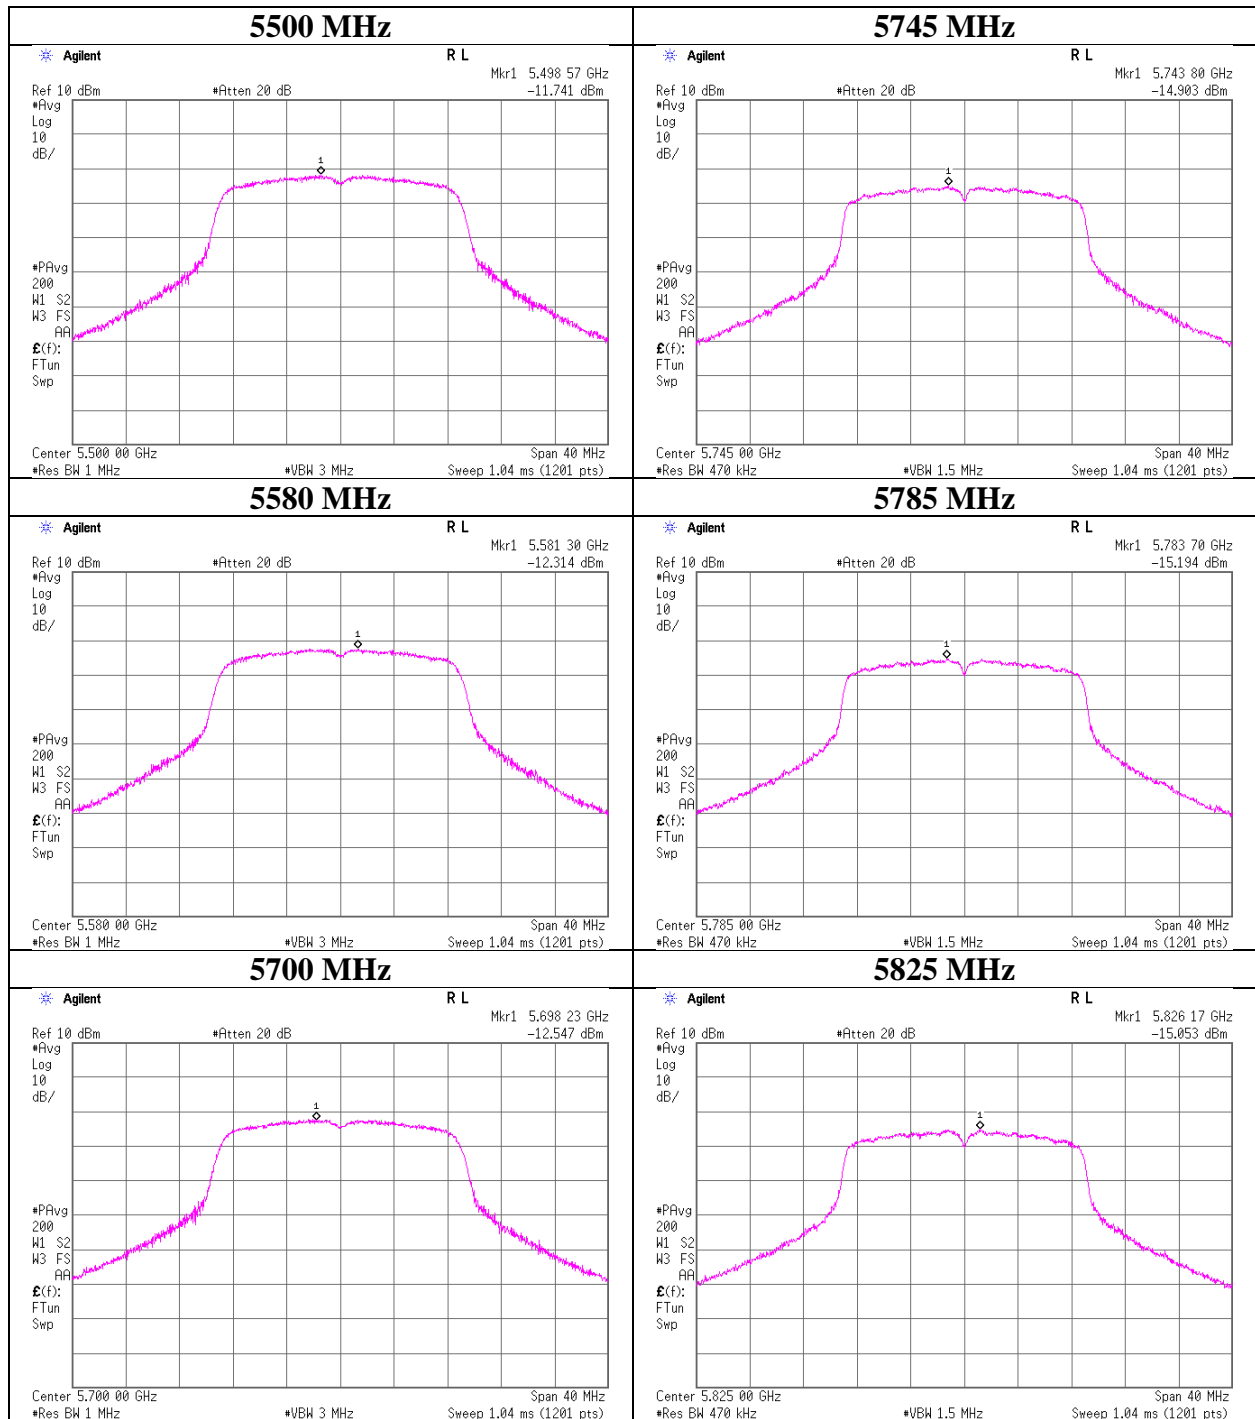 5500 MHz
Agilent R L
Mkr1 5.498 57 GHz
Ref 10 dBm #Atten 20 dB -11.741 dBm
#Avg
Log
10
dB/
1
#PAvg
200
W1 S2
W3 FS
AA
£(f):
FTun
Swp
Center 5.500 00 GHz Span 40 MHz
#Res BW 1 MHz #VBW 3 MHz Sweep 1.04 ms (1201 pts)
5745 MHz
Agilent R L
Mkr1 5.743 80 GHz
Ref 10 dBm #Atten 20 dB -14.903 dBm
#Avg
Log
10
dB/
1
#PAvg
200
W1 S2
W3 FS
AA
£(f):
FTun
Swp
Center 5.745 00 GHz Span 40 MHz
#Res BW 470 kHz #VBW 1.5 MHz Sweep 1.04 ms (1201 pts)
5580 MHz
Agilent R L
Mkr1 5.581 30 GHz
Ref 10 dBm #Atten 20 dB -12.314 dBm
#Avg
Log
10
dB/
1
#PAvg
200
W1 S2
W3 FS
AA
£(f):
FTun
Swp
Center 5.580 00 GHz Span 40 MHz
#Res BW 1 MHz #VBW 3 MHz Sweep 1.04 ms (1201 pts)
5785 MHz
Agilent R L
Mkr1 5.783 70 GHz
Ref 10 dBm #Atten 20 dB -15.194 dBm
#Avg
Log
10
dB/
1
#PAvg
200
W1 S2
W3 FS
AA
£(f):
FTun
Swp
Center 5.785 00 GHz Span 40 MHz
#Res BW 470 kHz #VBW 1.5 MHz Sweep 1.04 ms (1201 pts)
5700 MHz
Agilent R L
Mkr1 5.698 23 GHz
Ref 10 dBm #Atten 20 dB -12.547 dBm
#Avg
Log
10
dB/
1
#PAvg
200
W1 S2
W3 FS
AA
£(f):
FTun
Swp
Center 5.700 00 GHz Span 40 MHz
#Res BW 1 MHz #VBW 3 MHz Sweep 1.04 ms (1201 pts)
5825 MHz
Agilent R L
Mkr1 5.826 17 GHz
Ref 10 dBm #Atten 20 dB -15.053 dBm
#Avg
Log
10
dB/
1
#PAvg
200
W1 S2
W3 FS
AA
£(f):
FTun
Swp
Center 5.825 00 GHz Span 40 MHz
#Res BW 470 kHz #VBW 1.5 MHz Sweep 1.04 ms (1201 pts)